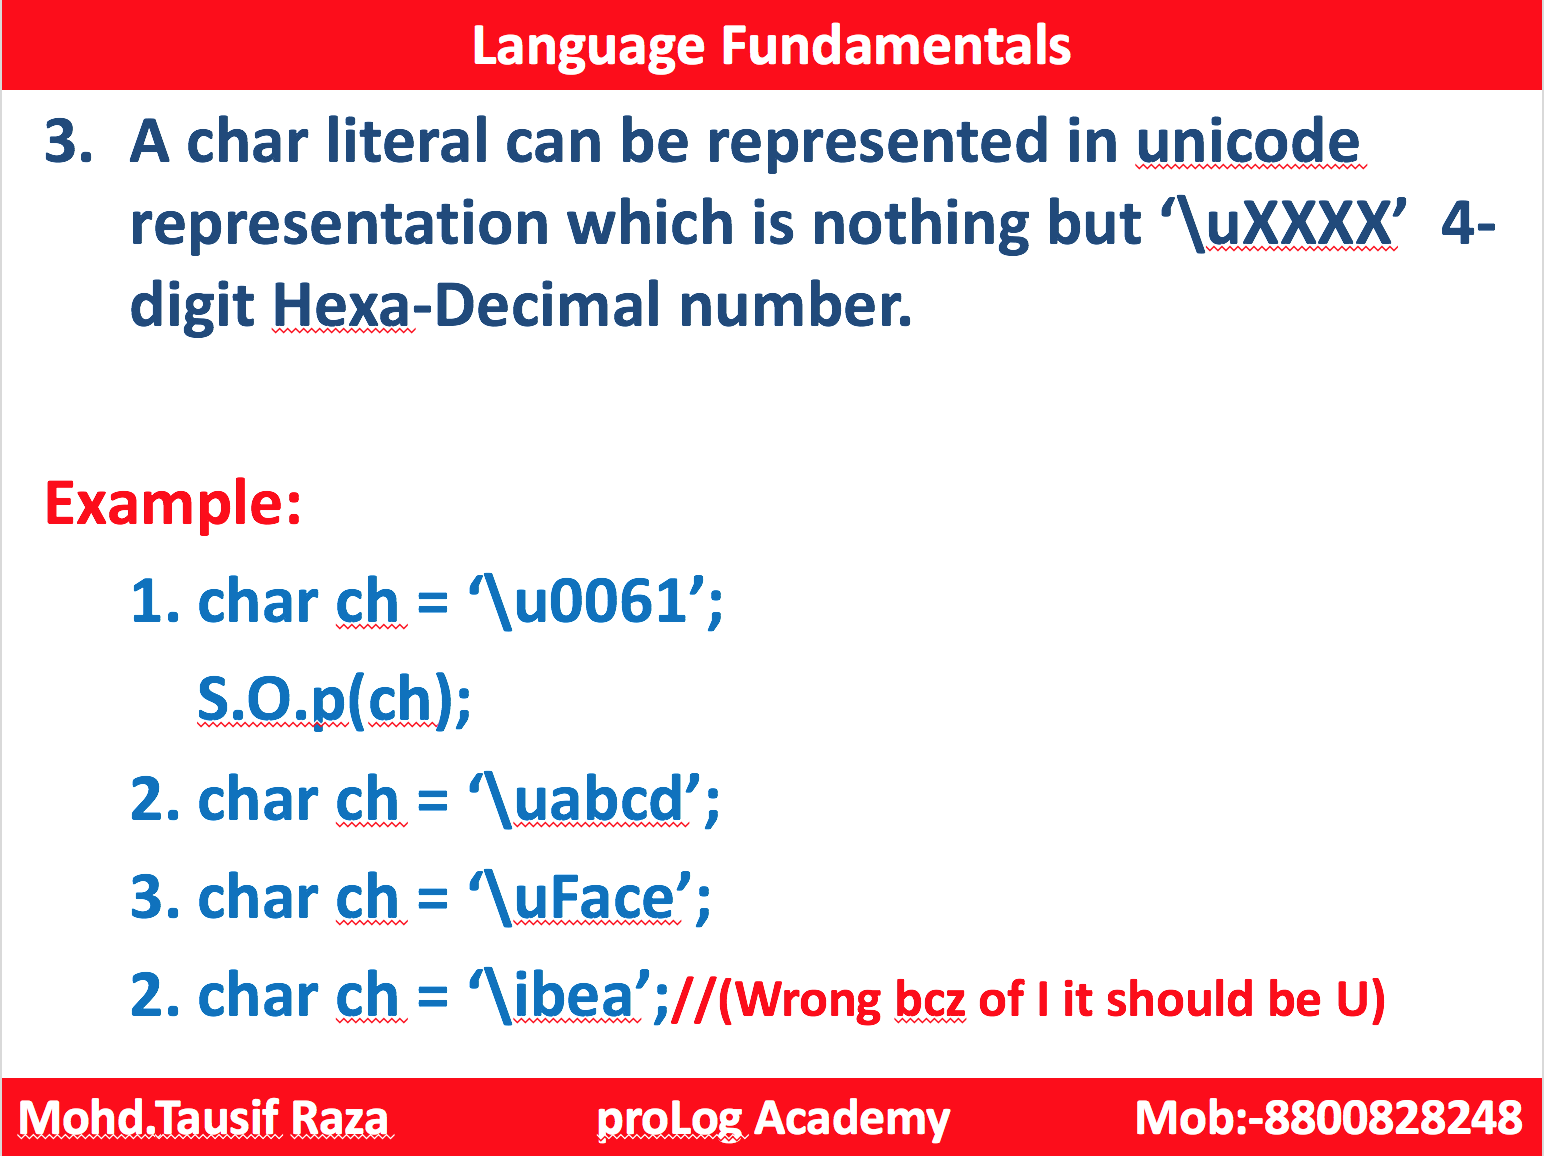 Language Fundamentals
3. A char literal can be represented in unicode
representation which is nothing but ‘\uXXXX’ 4-
digit Hexa-Decimal number.
Example:
1. char ch = ‘\u0061’;
S.O.p(ch);
2. char ch = ‘\uabcd’;
3. char ch = ‘\uFace’;
2. char ch = ‘\ibea’;//(Wrong bcz of I it should be U)
Mohd.Tausif Raza proLog Academy Mob:-8800828248